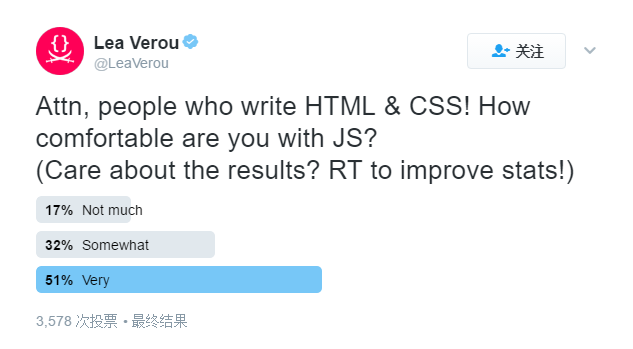 Lea Verou
@LeaVerou
关注
Attn, people who write HTML & CSS! How
comfortable are you with JS?
(Care about the results? RT to improve stats!)
17% Not much
32% Somewhat
51% Very
3,578 次投票 • 最终结果